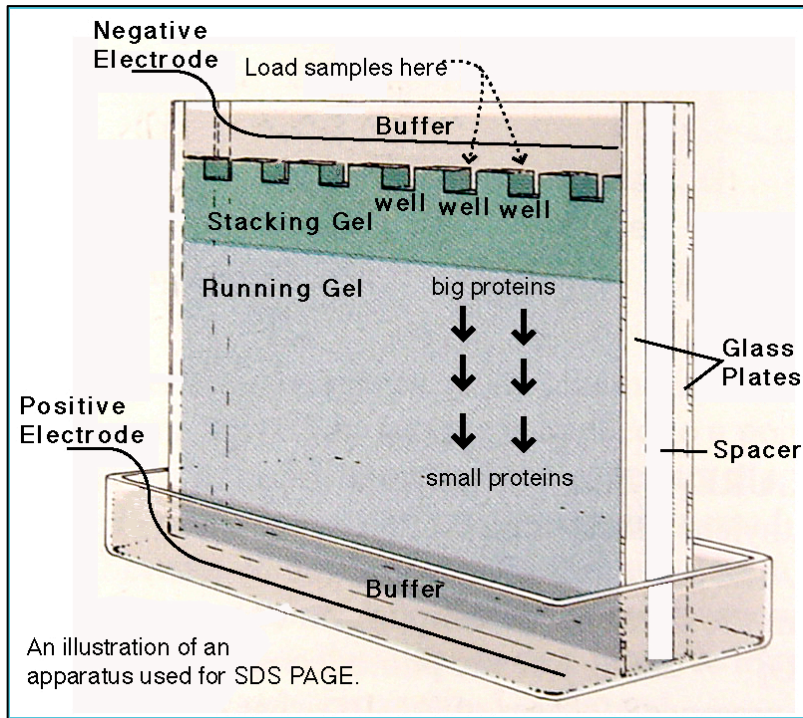 Negative
Electrode
Load samples here
Buffer
well well well
Stacking Gel
Running Gel
big proteins
Glass
Plates
Positive
Electrode
Spacer
small proteins
Buffer
An illustration of an
apparatus used for SDS PAGE.